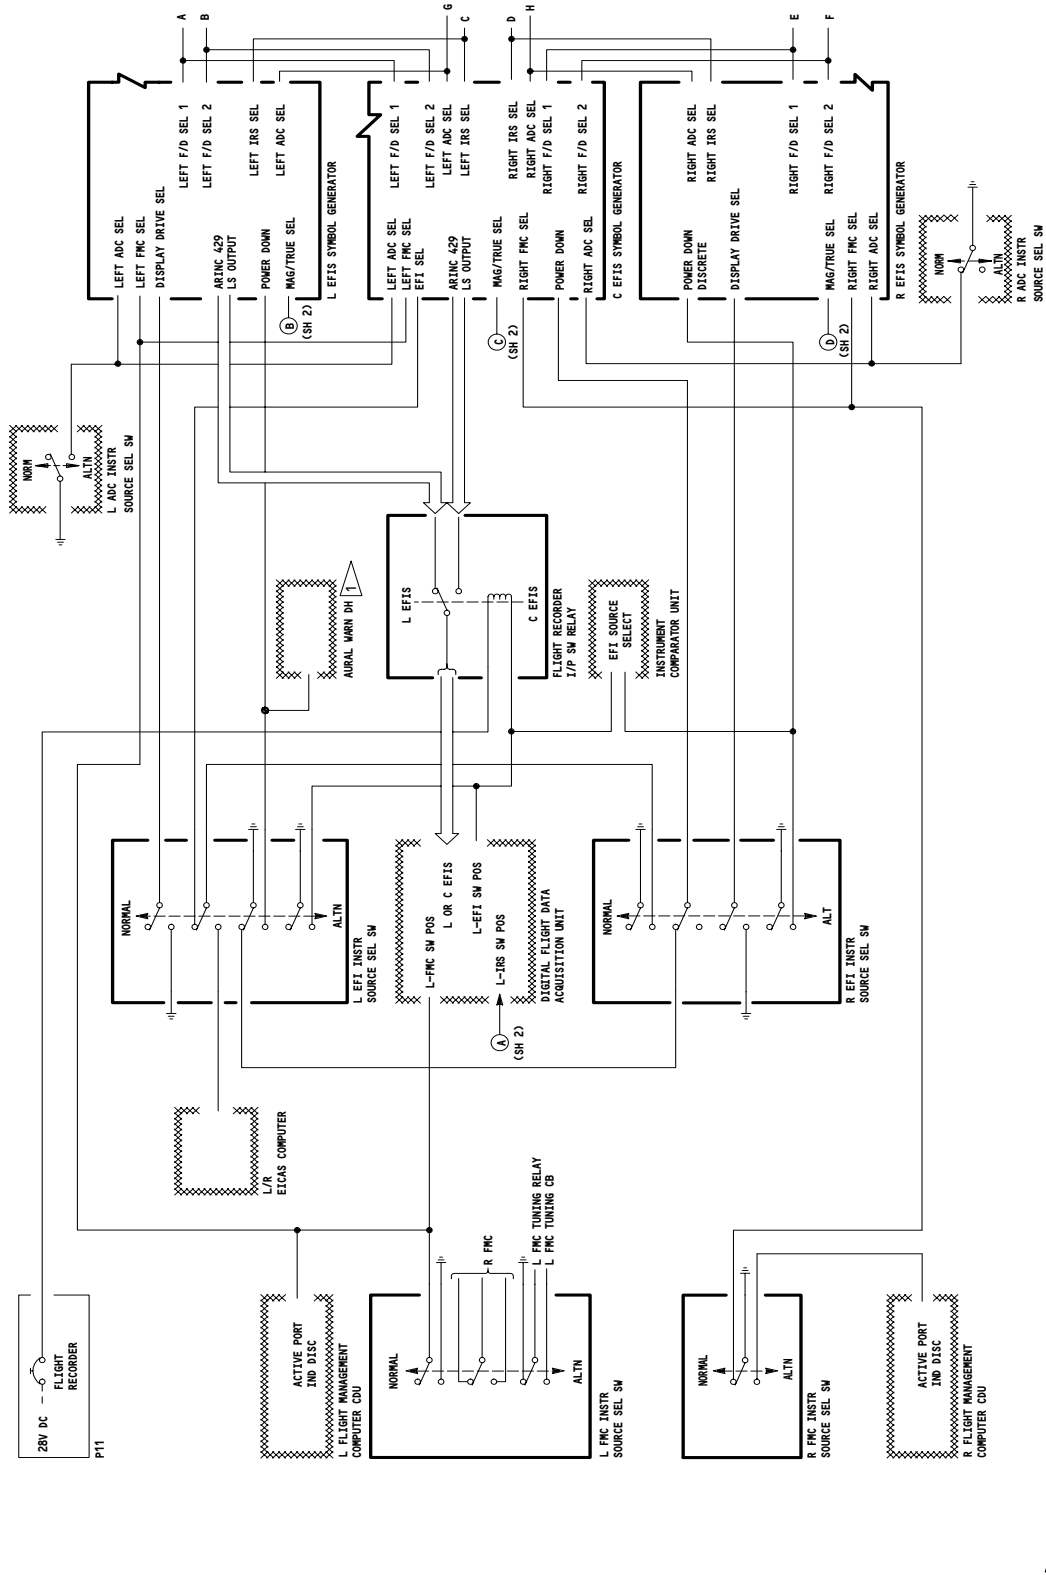 28V DC
FLIGHT
RECORDER
P11
ACTIVE PORT
IND DISC
L FLIGHT MANAGEMENT
COMPUTER CDU
NORMAL
ALTN
R FMC
L FMC TUNING RELAY
L FMC TUNING CB
L FMC INSTR
SOURCE SEL SW
NORMAL
ALTN
R FMC INSTR
SOURCE SEL SW
ACTIVE PORT
IND DISC
R FLIGHT MANAGEMENT
COMPUTER CDU
L/R
EICAS COMPUTER
NORMAL
ALTN
L EFI INSTR
SOURCE SEL SW
L-FMC SW POS
L OR C EFIS
L-EFI SW POS
L-IRS SW POS
A
(SH 2)
DIGITAL FLIGHT DATA
ACQUISITION UNIT
NORMAL
ALT
R EFI INSTR
SOURCE SEL SW
AURAL WARN DH
1
L EFIS
C EFIS
FLIGHT RECORDER
I/P SW RELAY
EFI SOURCE
SELECT
INSTRUMENT
COMPARATOR UNIT
NORM
ALTN
L ADC INSTR
SOURCE SEL SW
LEFT ADC SEL
LEFT FMC SEL
DISPLAY DRIVE SEL
ARINC 429
LS OUTPUT
POWER DOWN
MAG/TRUE SEL
B
(SH 2)
LEFT F/D SEL 1
LEFT F/D SEL 2
LEFT IRS SEL
LEFT ADC SEL
L EFIS SYMBOL GENERATOR
LEFT ADC SEL
LEFT FMC SEL
EFI SEL
ARINC 429
LS OUTPUT
MAG/TRUE SEL
C
(SH 2)
RIGHT FMC SEL
POWER DOWN
RIGHT ADC SEL
LEFT F/D SEL 1
LEFT F/D SEL 2
LEFT ADC SEL
LEFT IRS SEL
RIGHT IRS SEL
RIGHT ADC SEL
RIGHT F/D SEL 1
RIGHT F/D SEL 2
C EFIS SYMBOL GENERATOR
POWER DOWN
DISCRETE
DISPLAY DRIVE SEL
MAG/TRUE SEL
D
(SH 2)
RIGHT FMC SEL
RIGHT ADC SEL
RIGHT ADC SEL
RIGHT IRS SEL
RIGHT F/D SEL 1
RIGHT F/D SEL 2
R EFIS SYMBOL GENERATOR
NORM
ALTN
R ADC INSTR
SOURCE SEL SW
A
B
G
C
D
H
E
F